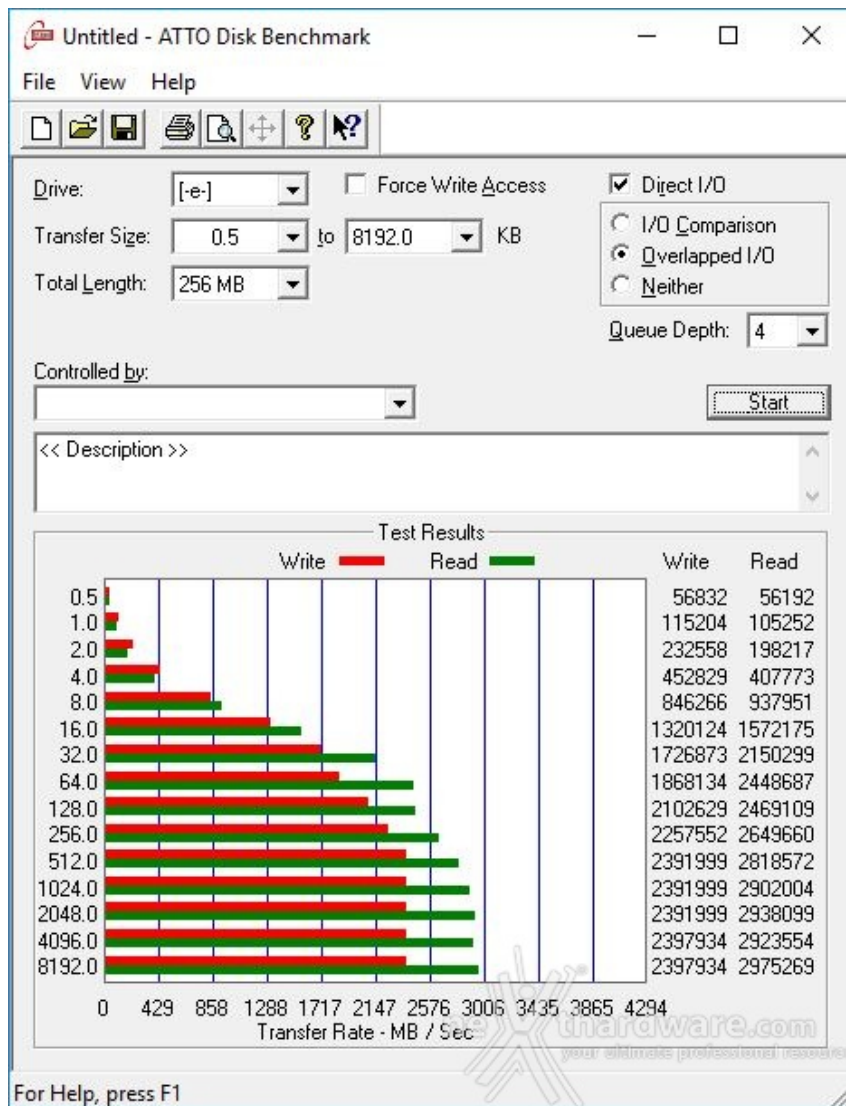 Untitled - ATTO Disk Benchmark
File View Help
Drive: [-e-] Force Write Access Direct I/O
Transfer Size: 0.5 to 8192.0 KB I/O Comparison
Overlapped I/O
Total Length: 256 MB Neither
Queue Depth: 4
Controlled by:
Start
<< Description >>
Test Results
Write Read Write Read
0.5 56832 56192
1.0 115204 105252
2.0 232558 198217
4.0 452829 407773
8.0 846266 937951
16.0 1320124 1572175
32.0 1726873 2150299
64.0 1868134 2448687
128.0 2102629 2469109
256.0 2257552 2649660
512.0 2391999 2818572
1024.0 2391999 2902004
2048.0 2391999 2938099
4096.0 2397934 2923554
8192.0 2397934 2975269
0 429 858 1288 1717 2147 2576 3006 3435 3865 4294
Transfer Rate - MB / Sec
nexthardware.com
your ultimate professional resource
For Help, press F1